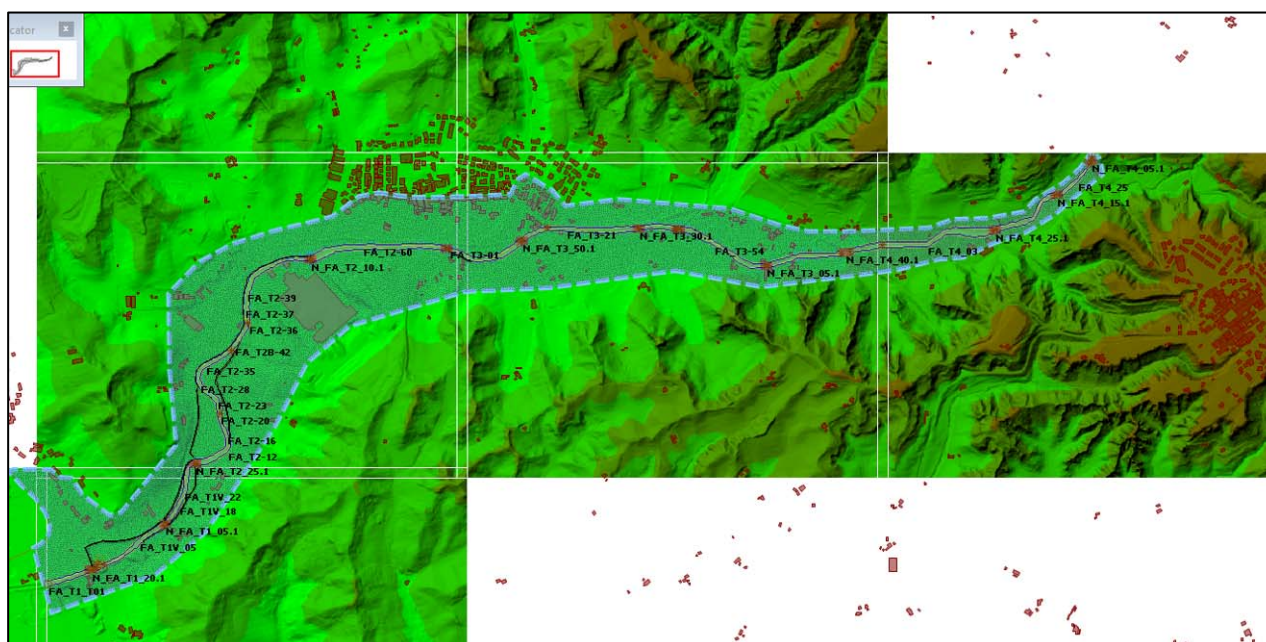 cator x
N_FA_T4_05.1
FA_T4_25
N_FA_T4_15.1
FA_T3-21
N_FA_T3_30.1
N_FA_T4_25.1
N_FA_T3_50.1
FA_T2-60
FA_T3-01
FA_T3-54
FA_T4_03
N_FA_T2_10.1
N_FA_T4_40.1
N_FA_T3_05.1
FA_T2-39
FA_T2-37
FA_T2-36
FA_T2B-42
FA_T2-35
FA_T2-28
FA_T2-23
FA_T2-20
FA_T2-16
FA_T2-12
N_FA_T2_25.1
FA_T1V_22
FA_T1V_18
N_FA_T1_05.1
FA_T1V_05
N_FA_T1_20.1
FA_T1_T01